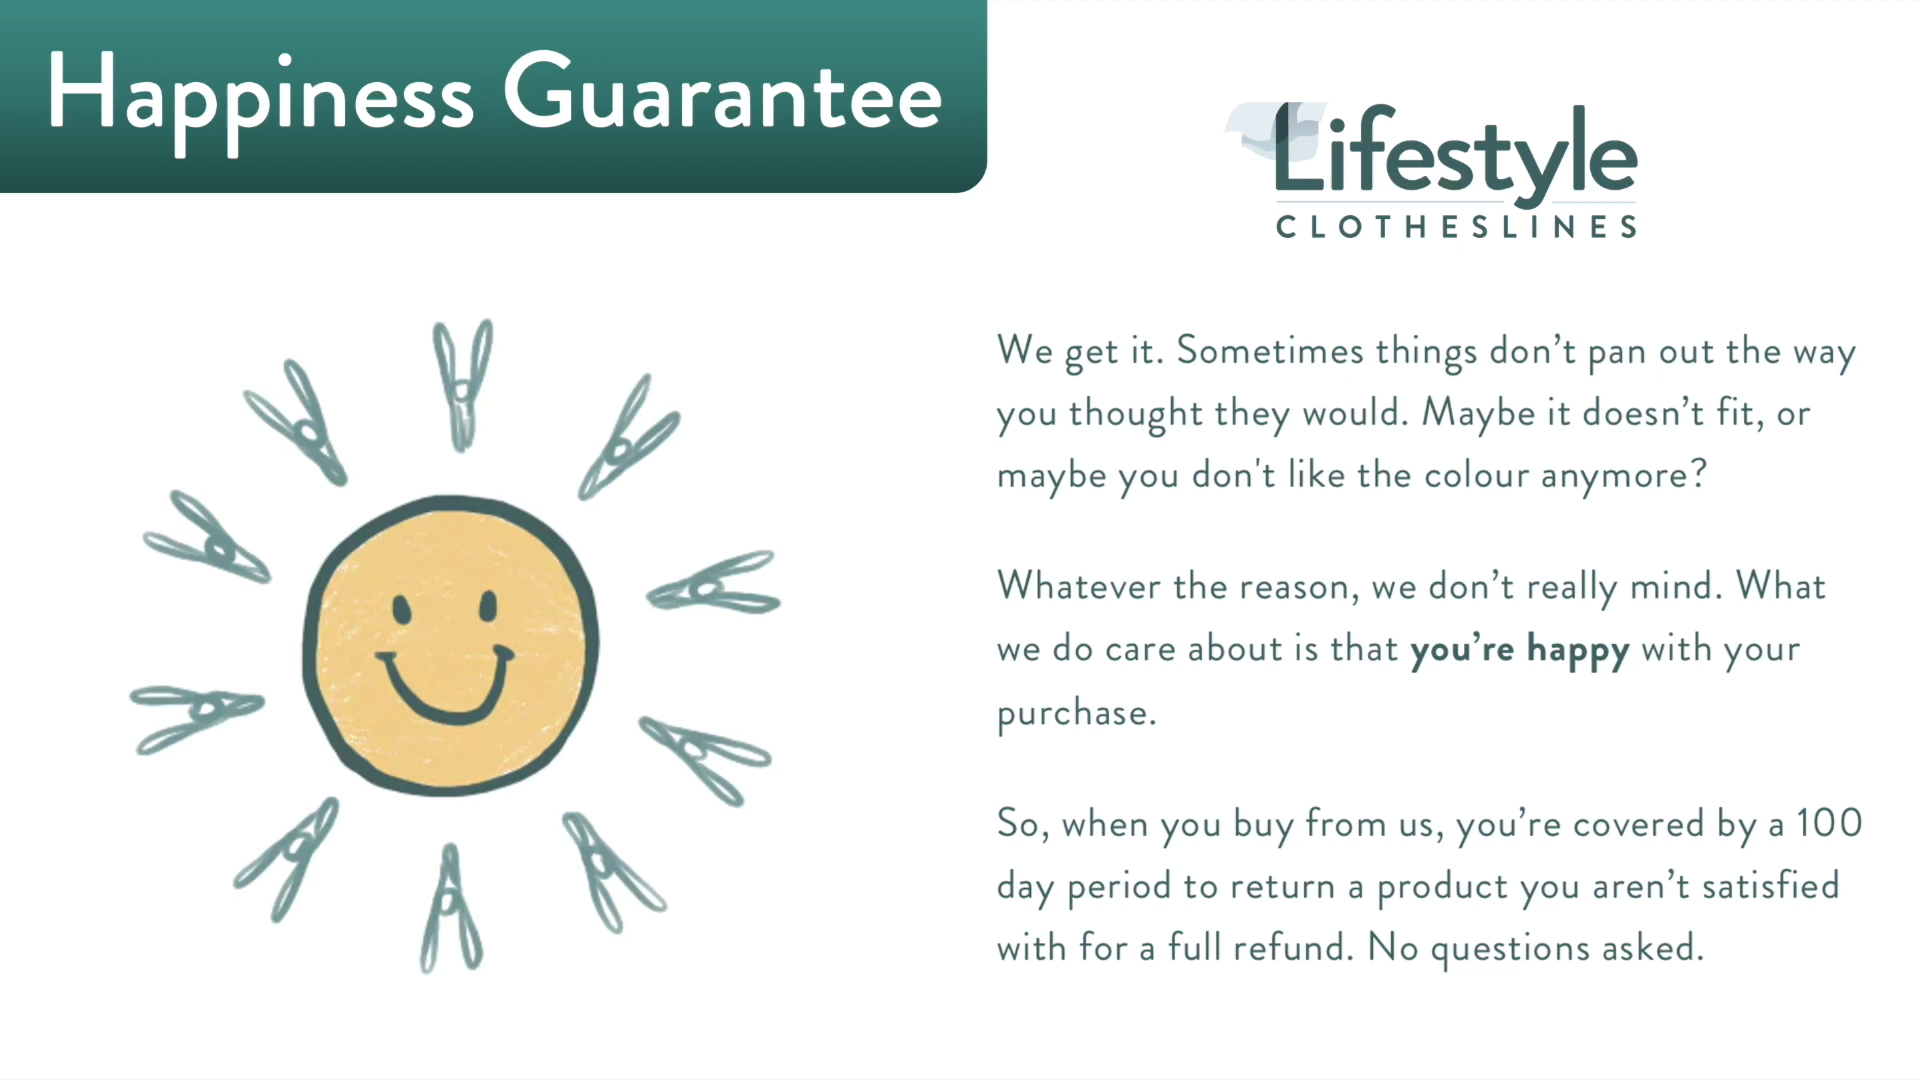 Happiness Guarantee
Lifestyle
CLOTHESLINES
We get it. Sometimes things don’t pan out the way
you thought they would. Maybe it doesn’t fit, or
maybe you don't like the colour anymore?
Whatever the reason, we don’t really mind. What
we do care about is that you’re happy with your
purchase.
So, when you buy from us, you’re covered by a 100
day period to return a product you aren’t satisfied
with for a full refund. No questions asked.